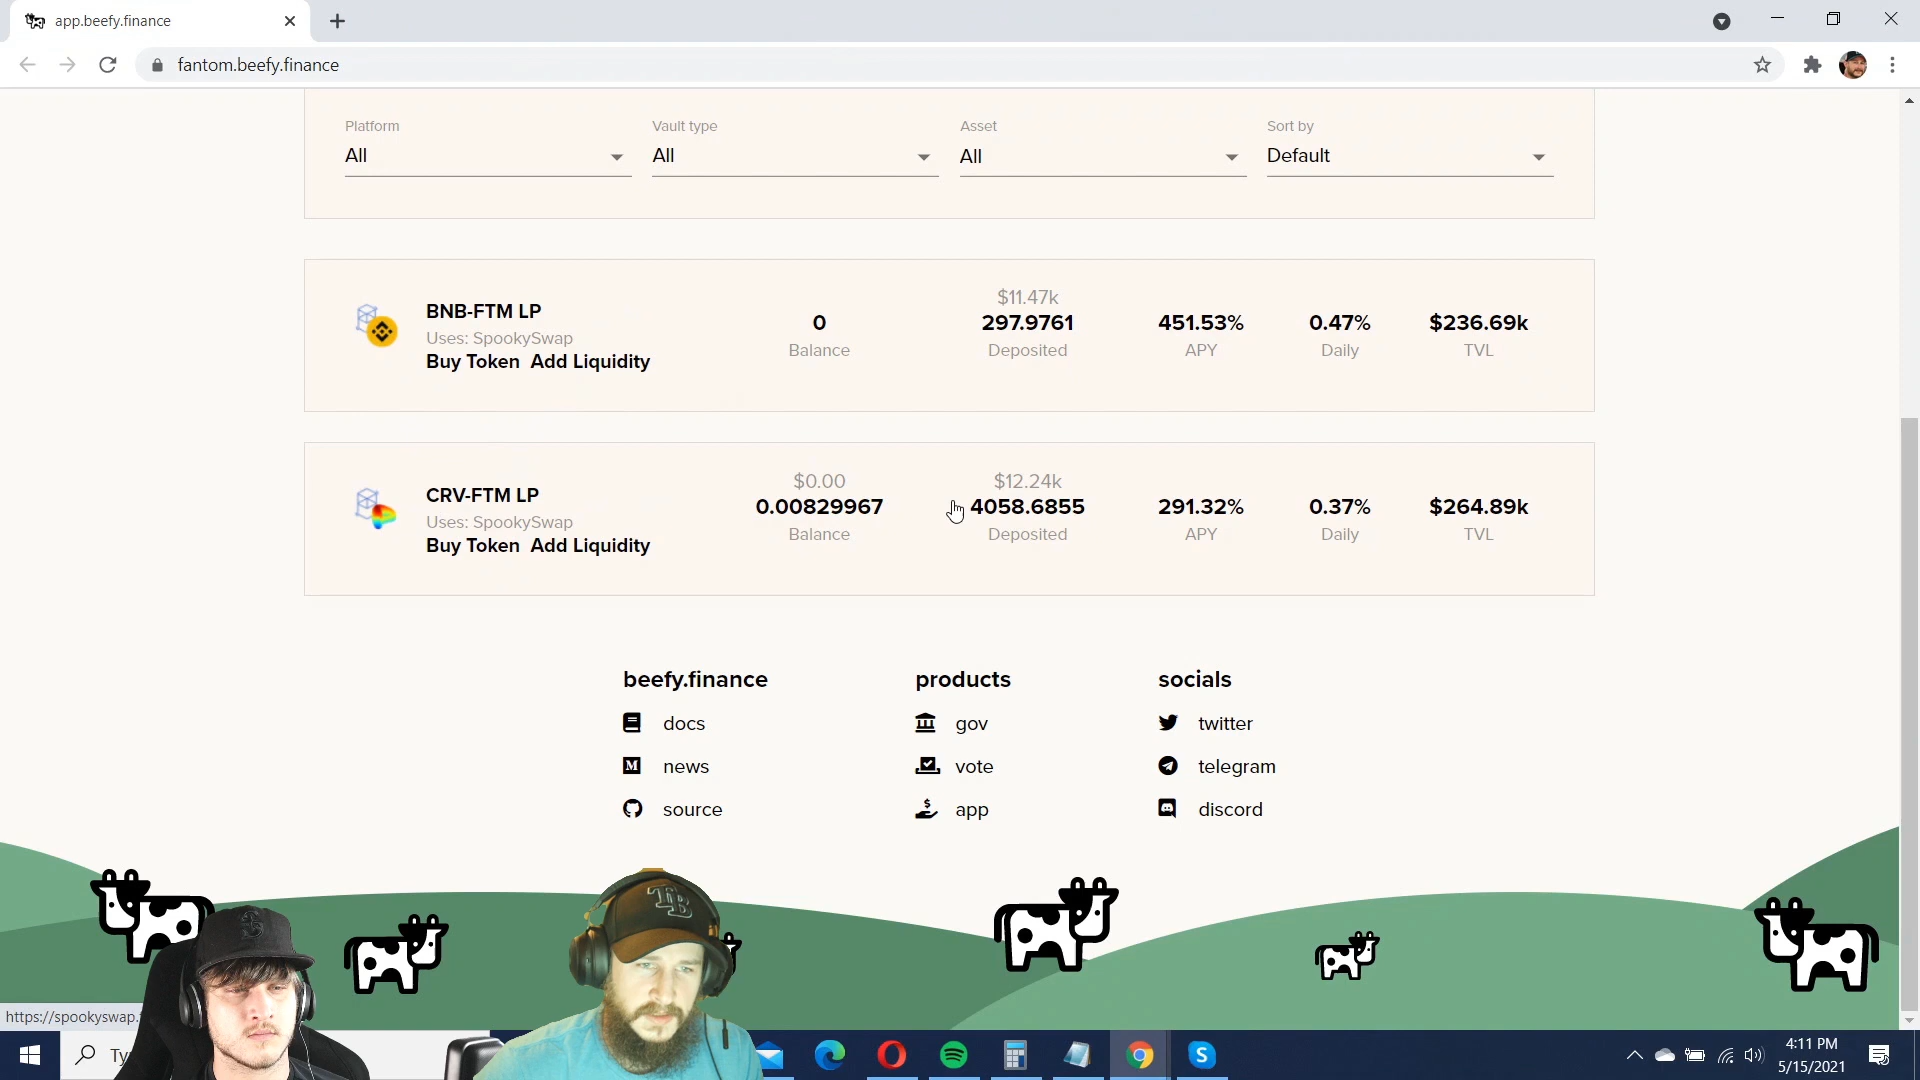 app.beefy.finance
fantom.beefy.finance
Platform
Vault type
Asset
Sort by
All
All
All
Default
BNB-FTM LP
Uses: SpookySwap
Buy Token Add Liquidity
0
Balance
$11.47k
297.9761
Deposited
451.53%
APY
0.47%
Daily
$236.69k
TVL
CRV-FTM LP
Uses: SpookySwap
Buy Token Add Liquidity
$0.00
0.00829967
Balance
$12.24k
4058.6855
Deposited
291.32%
APY
0.37%
Daily
$264.89k
TVL
beefy.finance
docs
news
source
products
gov
vote
app
socials
twitter
telegram
discord
TB
https://spookyswap.
4:11 PM
5/15/2021